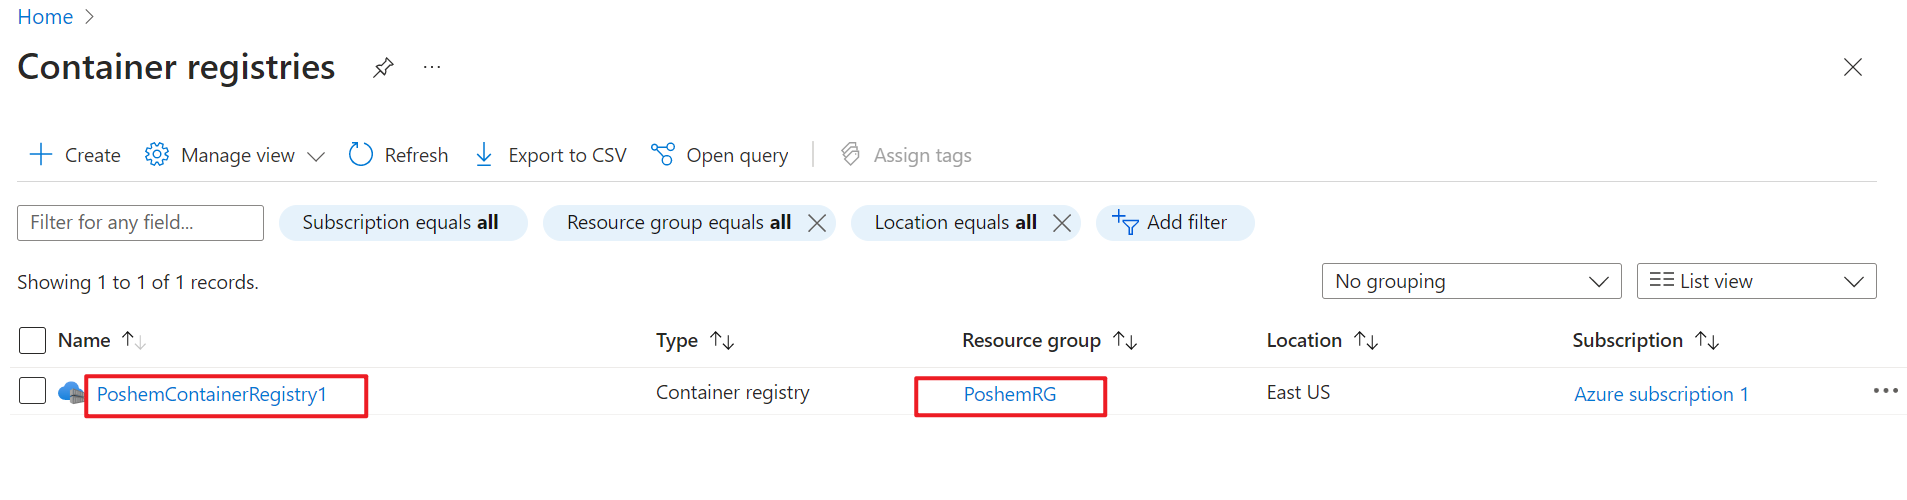 Home
Container registries
Create Manage view Refresh Export to CSV Open query Assign tags
Filter for any field... Subscription equals all Resource group equals all Location equals all Add filter
Showing 1 to 1 of 1 records. No grouping List view
Name Type Resource group Location Subscription
PoshemContainerRegistry1 Container registry PoshemRG East US Azure subscription 1